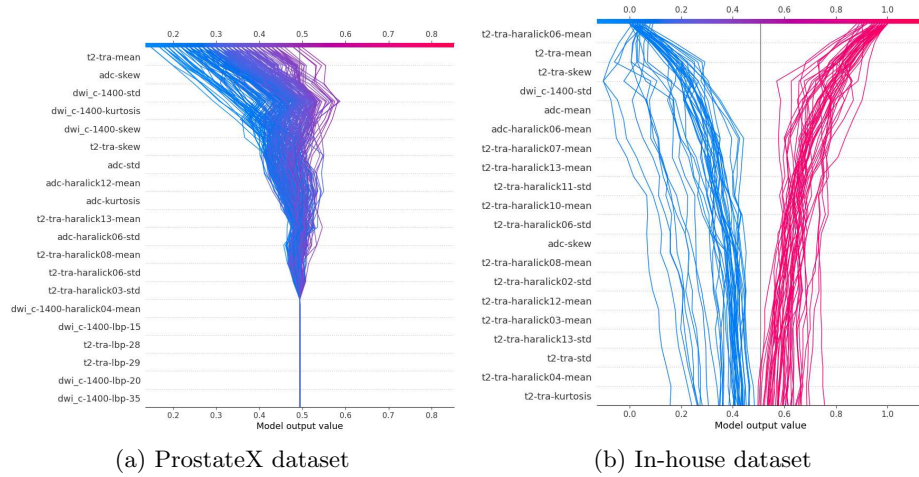 0.2 0.3 0.4 0.5 0.6 0.7 0.8
t2-tra-mean
adc-skew
dwi_c-1400-std
dwi_c-1400-kurtosis
dwi_c-1400-skew
t2-tra-skew
adc-std
adc-haralick12-mean
adc-kurtosis
t2-tra-haralick13-mean
adc-haralick06-std
t2-tra-haralick08-mean
t2-tra-haralick06-std
t2-tra-haralick03-std
dwi_c-1400-haralick04-mean
dwi_c-1400-lbp-15
t2-tra-lbp-28
t2-tra-lbp-29
dwi_c-1400-lbp-20
dwi_c-1400-lbp-35
0.2 0.3 0.4 0.5 0.6 0.7 0.8
Model output value
(a) ProstateX dataset
0.0 0.2 0.4 0.6 0.8 1.0
t2-tra-haralick06-mean
t2-tra-mean
t2-tra-skew
dwi_c-1400-std
adc-mean
adc-haralick06-mean
t2-tra-haralick07-mean
t2-tra-haralick13-mean
t2-tra-haralick11-std
t2-tra-haralick10-mean
t2-tra-haralick06-std
adc-skew
t2-tra-haralick08-mean
t2-tra-haralick02-std
t2-tra-haralick12-mean
t2-tra-haralick03-mean
t2-tra-haralick13-std
t2-tra-std
t2-tra-haralick04-mean
t2-tra-kurtosis
0.0 0.2 0.4 0.6 0.8 1.0
Model output value
(b) In-house dataset